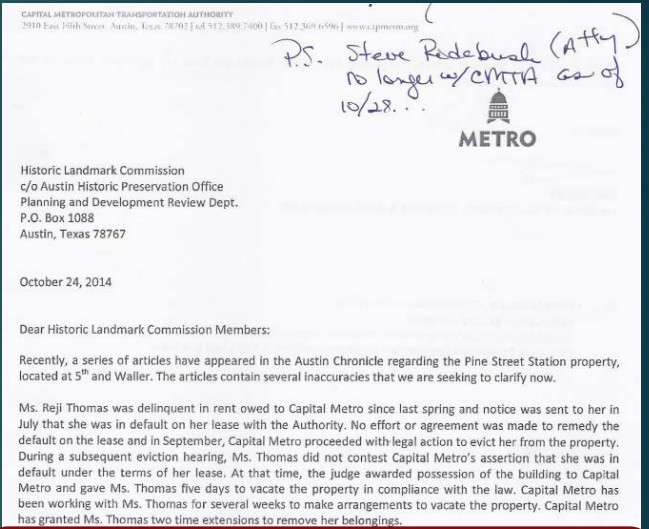 CAPITAL METROPOLITAN TRANSPORTATION AUTHORITY
2910 East Fifth Street Austin, Texas 78702 | tel 512.389.7400 | fax 512.369.6596 | www.capmetro.org
P.S. Steve Rodebush (Atty)
no longer w/CMTA as of
10/28...
METRO
Historic Landmark Commission
c/o Austin Historic Preservation Office
Planning and Development Review Dept.
P.O. Box 1088
Austin, Texas 78767
October 24, 2014
Dear Historic Landmark Commission Members:
Recently, a series of articles have appeared in the Austin Chronicle regarding the Pine Street Station property,
located at 5th and Waller. The articles contain several inaccuracies that we are seeking to clarify now.
Ms. Reji Thomas was delinquent in rent owed to Capital Metro since last spring and notice was sent to her in
July that she was in default on her lease with the Authority. No effort or agreement was made to remedy the
default on the lease and in September, Capital Metro proceeded with legal action to evict her from the property.
During a subsequent eviction hearing, Ms. Thomas did not contest Capital Metro's assertion that she was in
default under the terms of her lease. At that time, the judge awarded possession of the building to Capital
Metro and gave Ms. Thomas five days to vacate the property in compliance with the law. Capital Metro has
been working with Ms. Thomas for several weeks to make arrangements to vacate the property. Capital Metro
has granted Ms. Thomas two time extensions to remove her belongings.